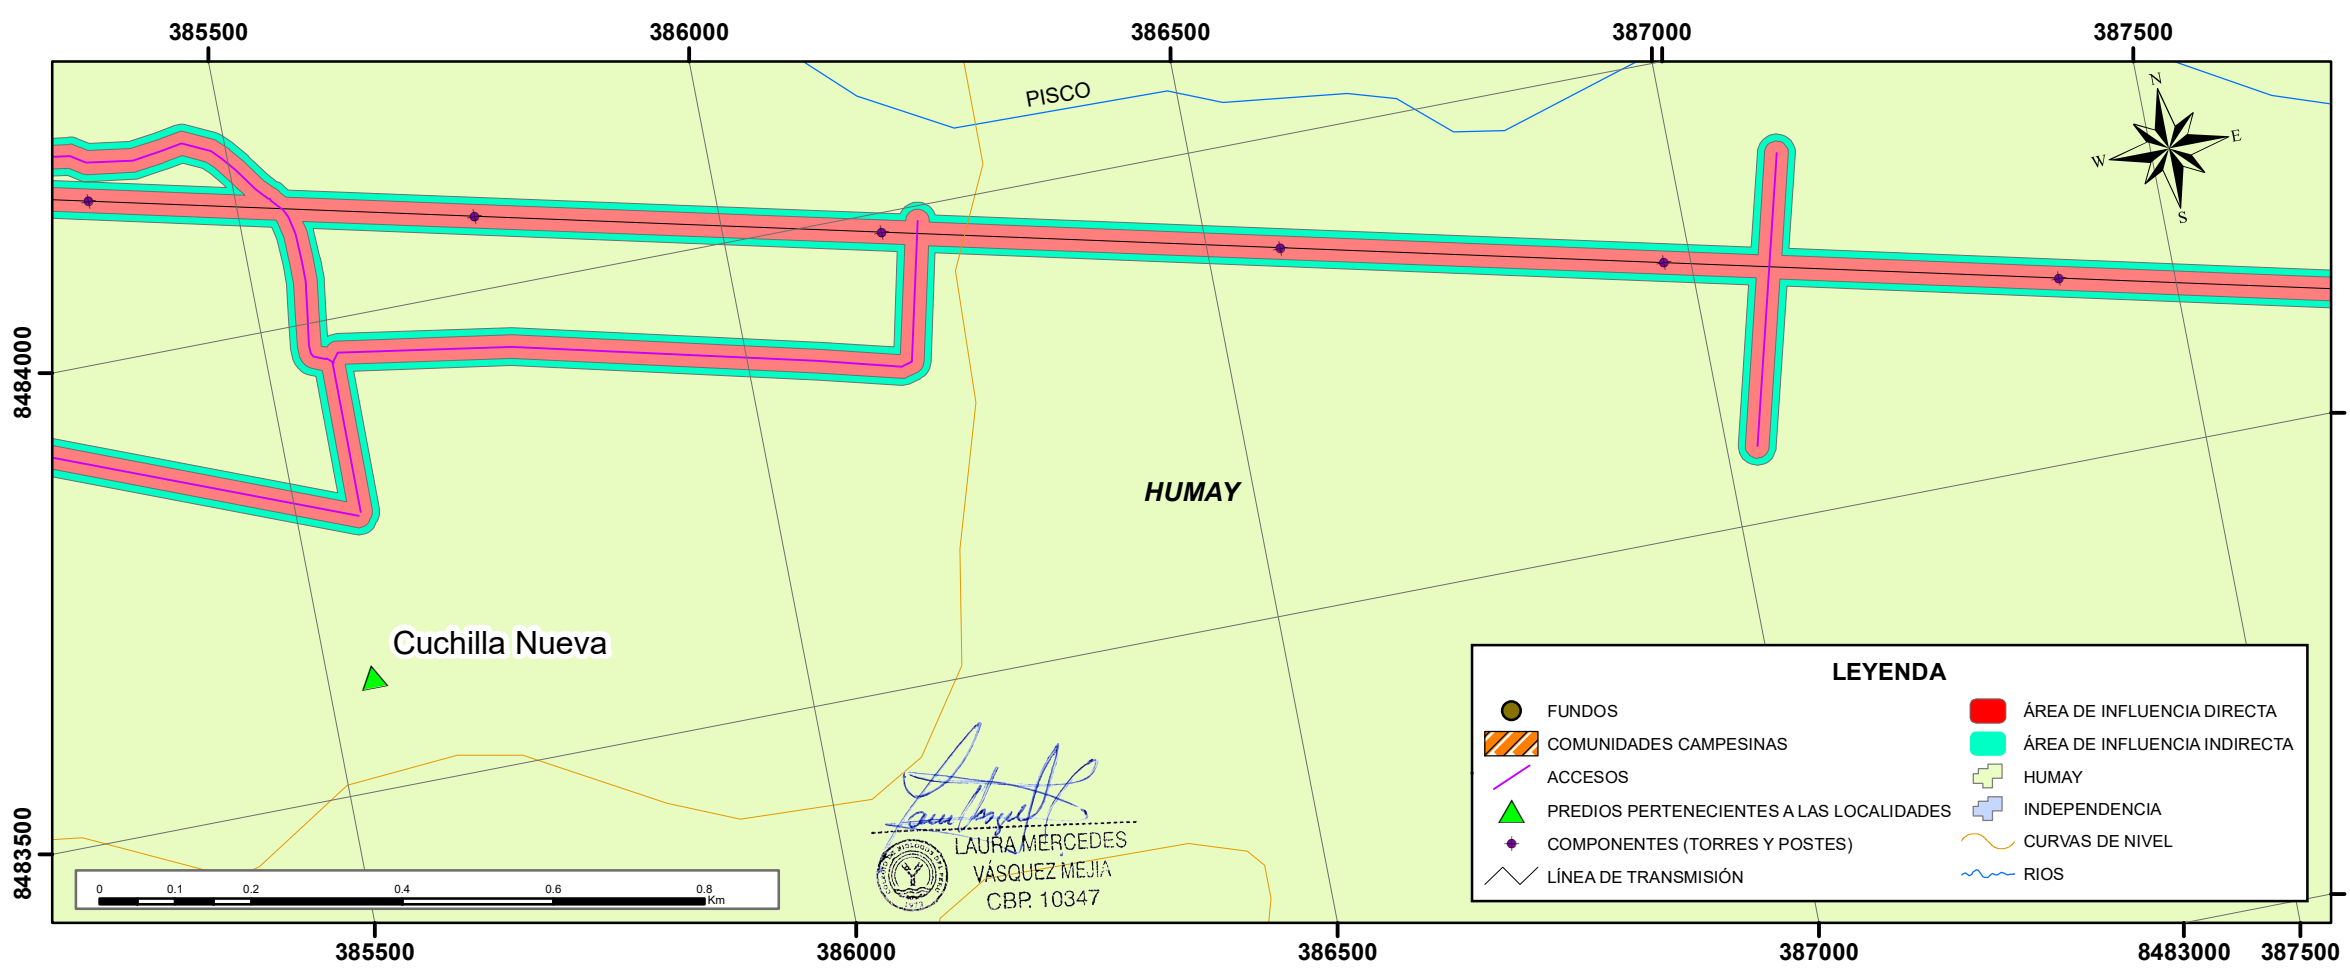 385500 386000 386500 387000 387500
PISCO
N
E
W
S
8484000
HUMAY
Cuchilla Nueva
8483500
LEYENDA
FUNDOS
COMUNIDADES CAMPESINAS
ACCESOS
PREDIOS PERTENECIENTES A LAS LOCALIDADES
COMPONENTES (TORRES Y POSTES)
LÍNEA DE TRANSMISIÓN
ÁREA DE INFLUENCIA DIRECTA
ÁREA DE INFLUENCIA INDIRECTA
HUMAY
INDEPENDENCIA
CURVAS DE NIVEL
RIOS
LAURA MERCEDES
VÁSQUEZ MEJIA
CBP. 10347
0 0.1 0.2 0.4 0.6 0.8
Km
385500 386000 386500 387000 8483000 387500